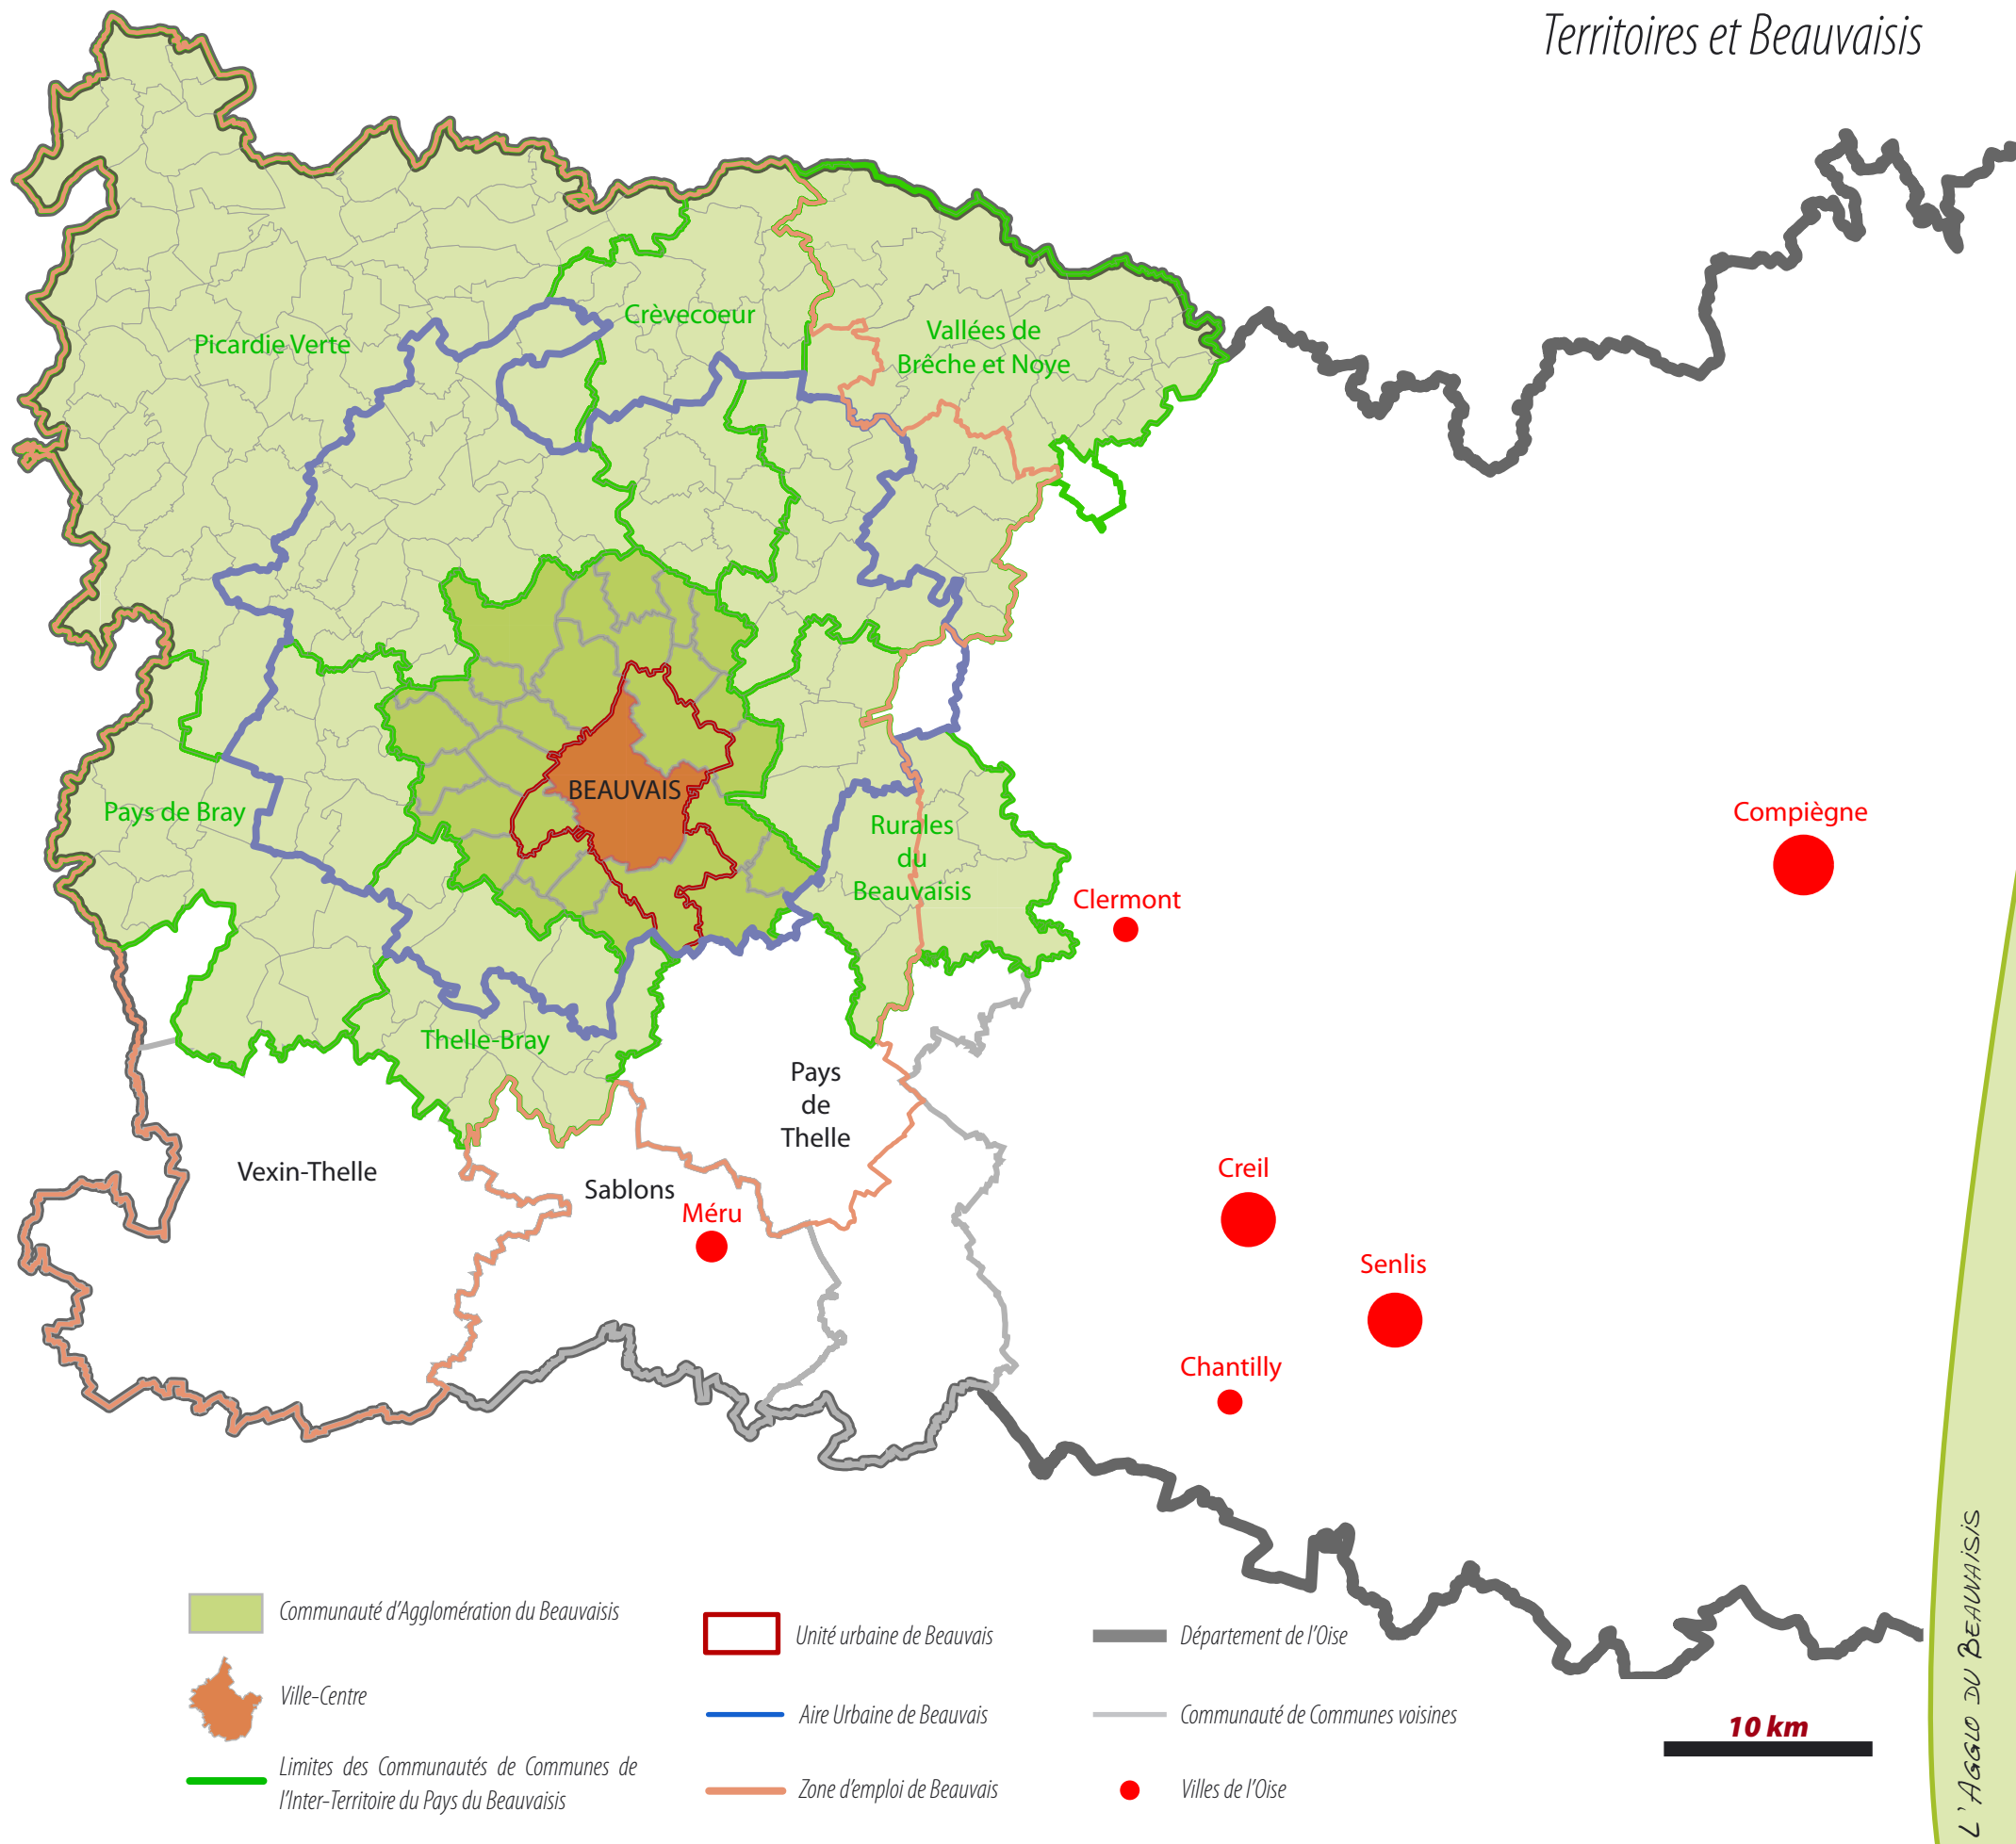 Territoires et Beauvaisis
Crèvecoeur
Picardie Verte
Vallées de
Brêche et Noye
BEAUVAIS
Pays de Bray
Rurales
du
Beauvaisis
Compiègne
Clermont
Thelle-Bray
Pays
de
Thelle
Vexin-Thelle
Sablons
Méru
Creil
Senlis
Chantilly
Communauté d'Agglomération du Beauvaisis
Ville-Centre
Limites des Communautés de Communes de
l'Inter-Territoire du Pays du Beauvaisis
Unité urbaine de Beauvais
Aire Urbaine de Beauvais
Zone d'emploi de Beauvais
Département de l'Oise
Communauté de Communes voisines
Villes de l'Oise
10 km
L'AGGLO DU BEAUVAISIS